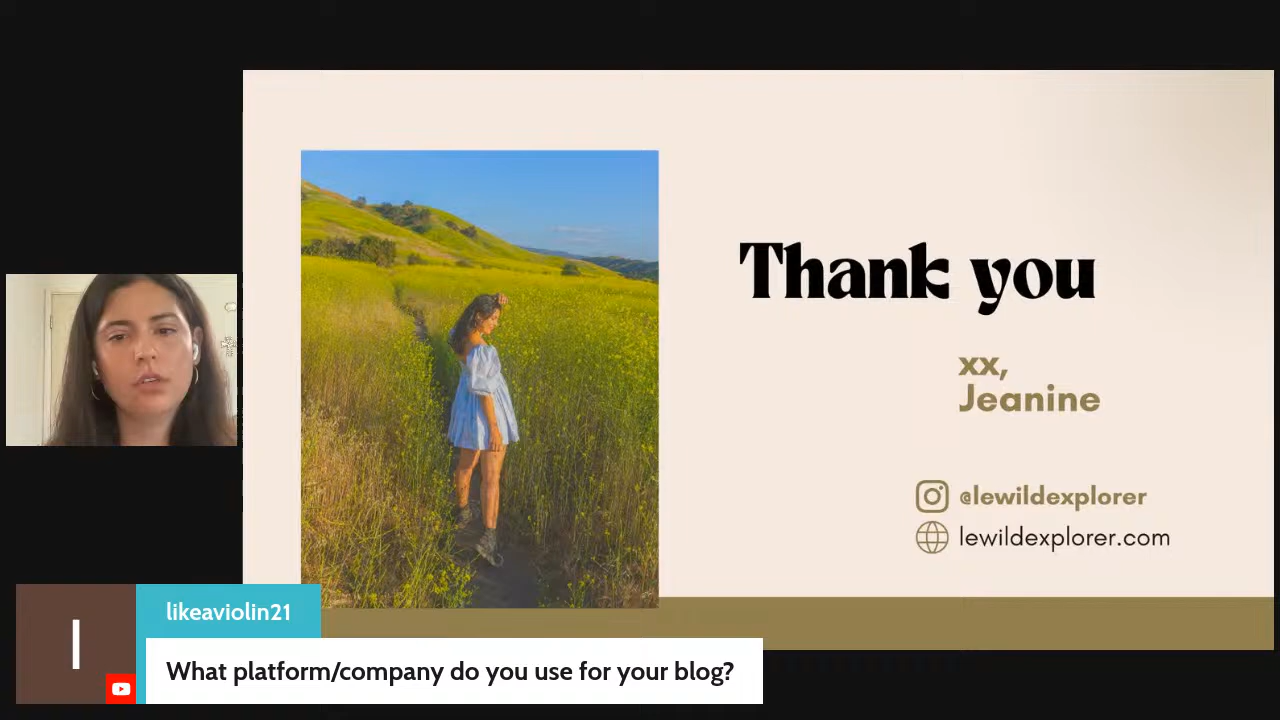 Thank you
xx,
Jeanine
@lewildexplorer
lewildexplorer.com
l
likeaviolin21
What platform/company do you use for your blog?